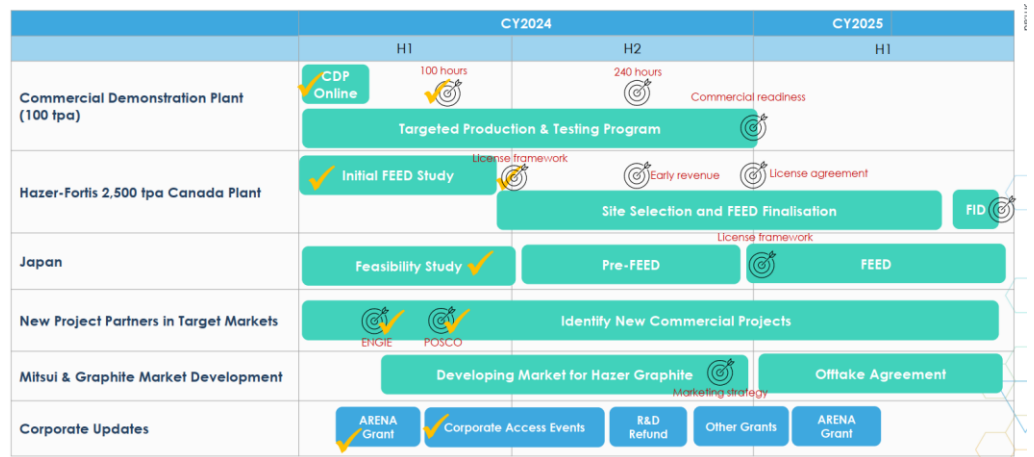 CY2024
CY2025
H1
H2
H1
Commercial Demonstration Plant
(100 tpa)
CDP
Online
100 hours
240 hours
Commercial readiness
Targeted Production & Testing Program
Hazer-Fortis 2,500 tpa Canada Plant
Initial FEED Study
License framework
Early revenue
License agreement
Site Selection and FEED Finalisation
FID
Japan
Feasibility Study
Pre-FEED
License framework
FEED
New Project Partners in Target Markets
ENGIE
POSCO
Identify New Commercial Projects
Mitsui & Graphite Market Development
Developing Market for Hazer Graphite
Marketing strategy
Offtake Agreement
Corporate Updates
ARENA
Grant
Corporate Access Events
R&D
Refund
Other Grants
ARENA
Grant